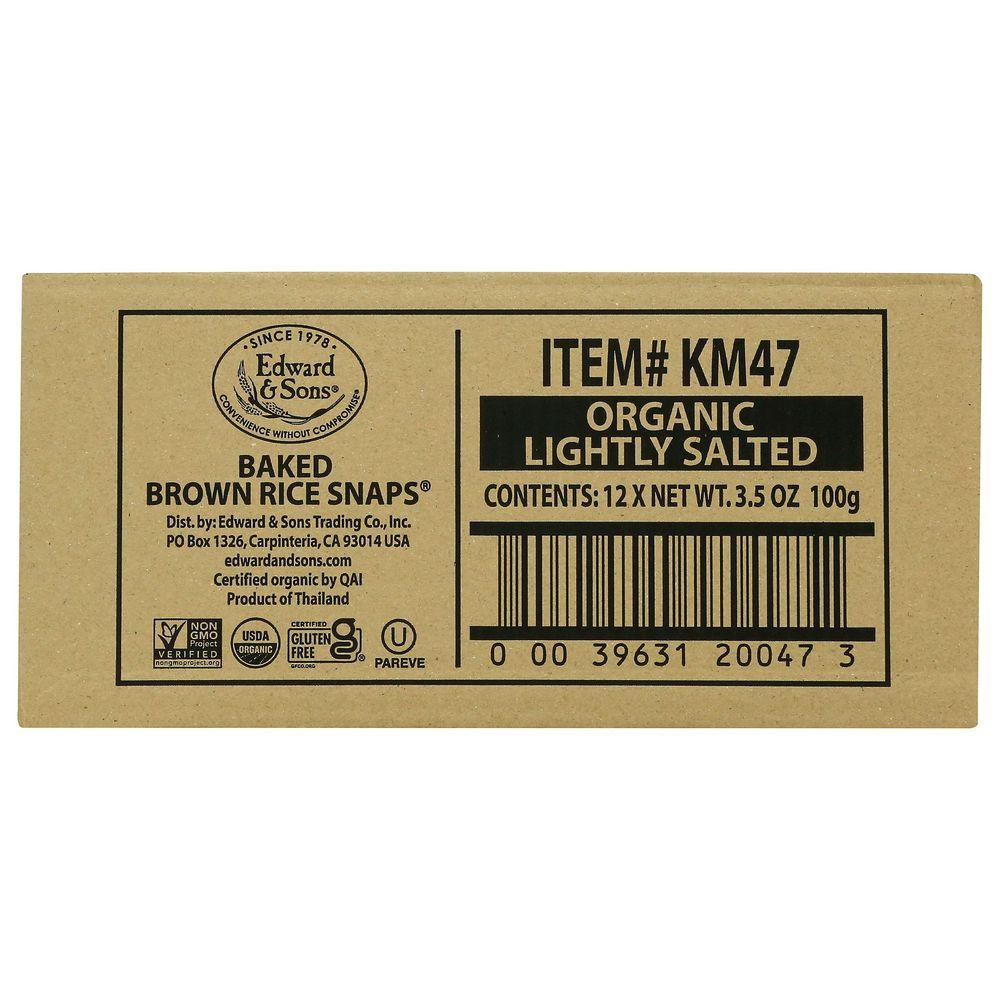 • SINCE 1978 •
Edward
& Sons®
CONVENIENCE WITHOUT COMPROMISE®
BAKED
BROWN RICE SNAPS®
Dist. by: Edward & Sons Trading Co., Inc.
PO Box 1326, Carpinteria, CA 93014 USA
edwardandsons.com
Certified organic by QAI
Product of Thailand
NON
GMO
Project
VERIFIED
nongmoproject.org
USDA
ORGANIC
CERTIFIED
GLUTEN
FREE
g®
GFCO.ORG
U
PAREVE
ITEM# KM47
ORGANIC
LIGHTLY SALTED
CONTENTS: 12 X NET WT. 3.5 OZ 100g
0 00 39631 20047 3